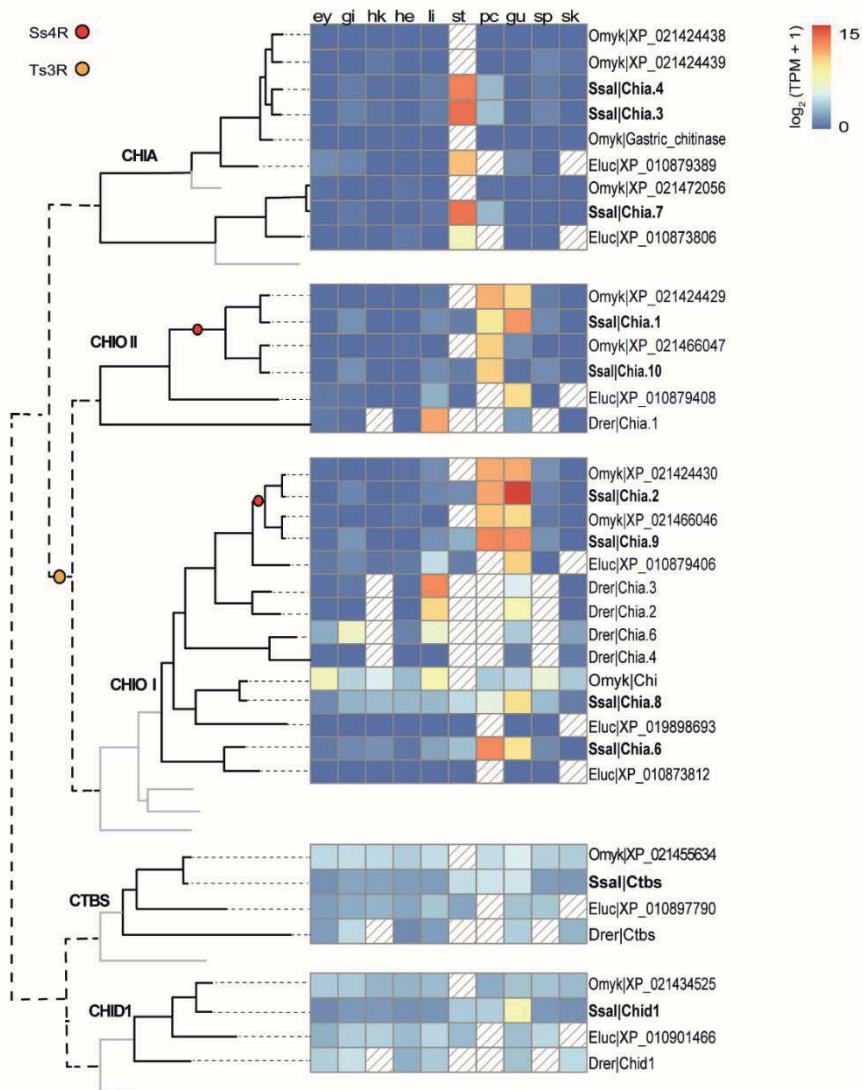 Ss4R
Ts3R
ey gi hk he li st pc gu sp sk
15
0
log2 (TPM + 1)
CHIA
Omyk|XP_021424438
Omyk|XP_021424439
Ssal|Chia.4
Ssal|Chia.3
Omyk|Gastric_chitinase
Eluc|XP_010879389
Omyk|XP_021472056
Ssal|Chia.7
Eluc|XP_010873806
CHIO II
Omyk|XP_021424429
Ssal|Chia.1
Omyk|XP_021466047
Ssal|Chia.10
Eluc|XP_010879408
Drer|Chia.1
CHIO I
Omyk|XP_021424430
Ssal|Chia.2
Omyk|XP_021466046
Ssal|Chia.9
Eluc|XP_010879406
Drer|Chia.3
Drer|Chia.2
Drer|Chia.6
Drer|Chia.4
Omyk|Chi
Ssal|Chia.8
Eluc|XP_019898693
Ssal|Chia.6
Eluc|XP_010873812
CTBS
Omyk|XP_021455634
Ssal|Ctbs
Eluc|XP_010897790
Drer|Ctbs
CHID1
Omyk|XP_021434525
Ssal|Chid1
Eluc|XP_010901466
Drer|Chid1